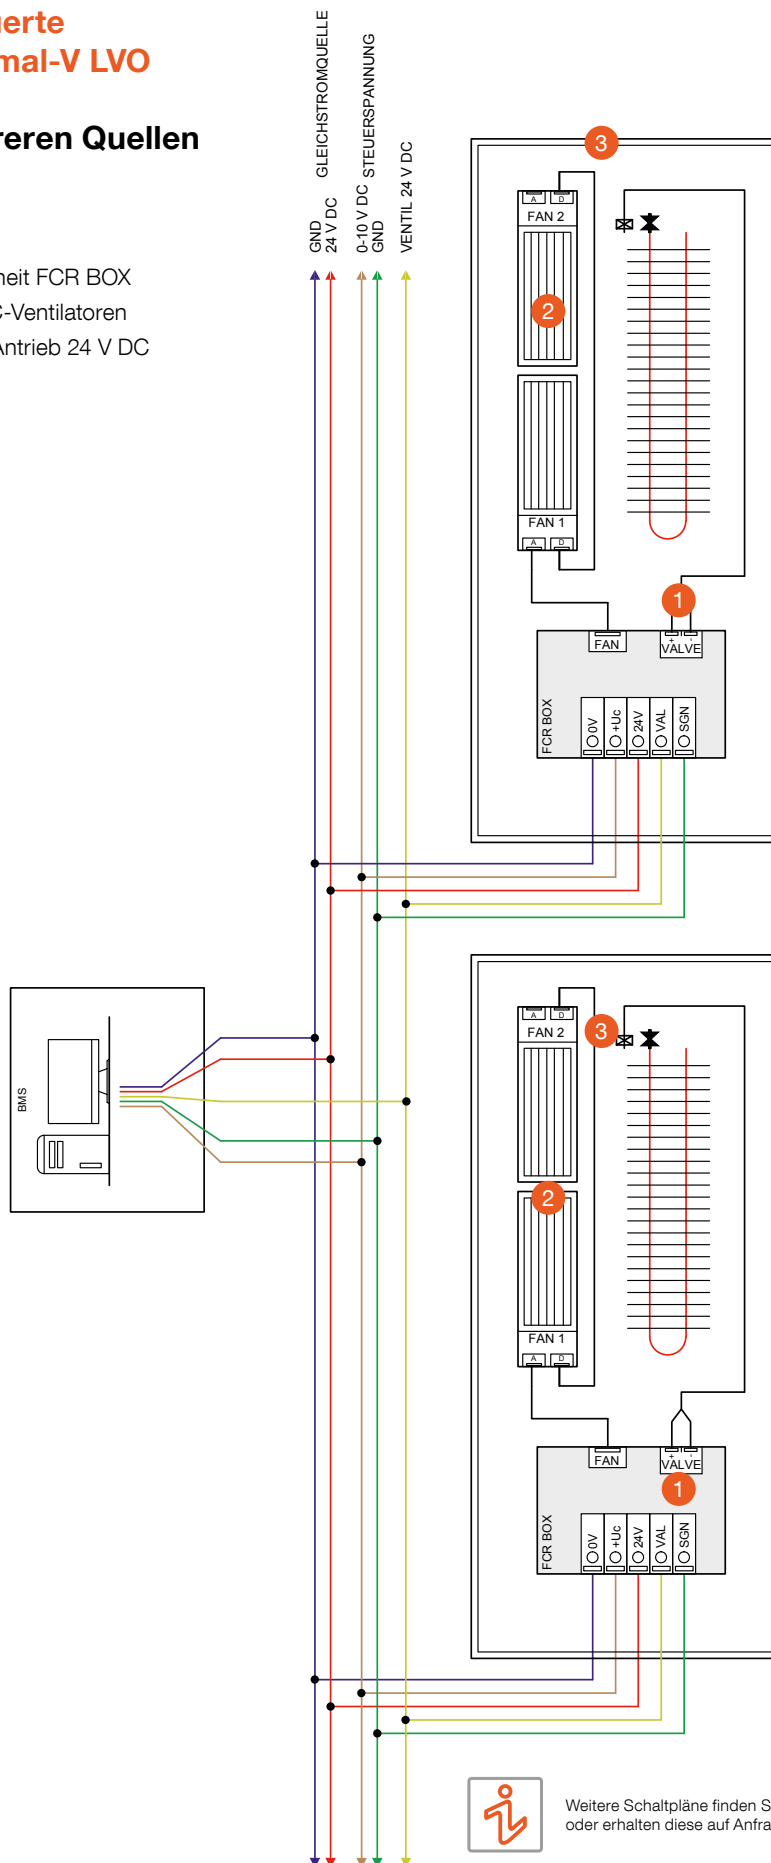 uerte
mal-V LVO
reren Quellen
heit FCR BOX
C-Ventilatoren
Antrieb 24 V DC
GND
24 V DC
GLEICHSTROMQUELLE
0-10 V DC
GND
STEUERSPANNUNG
VENTIL 24 V DC
3
A
D
FAN 2
2
FAN 1
A
D
1
FAN
+
-
VALVE
FCR BOX
0V
+Uc
24V
VAL
SGN
BMS
A
D
FAN 2
3
2
FAN 1
A
D
FAN
+
-
VALVE
1
FCR BOX
0V
+Uc
24V
VAL
SGN
Weitere Schaltpläne finden S
oder erhalten diese auf Anfra